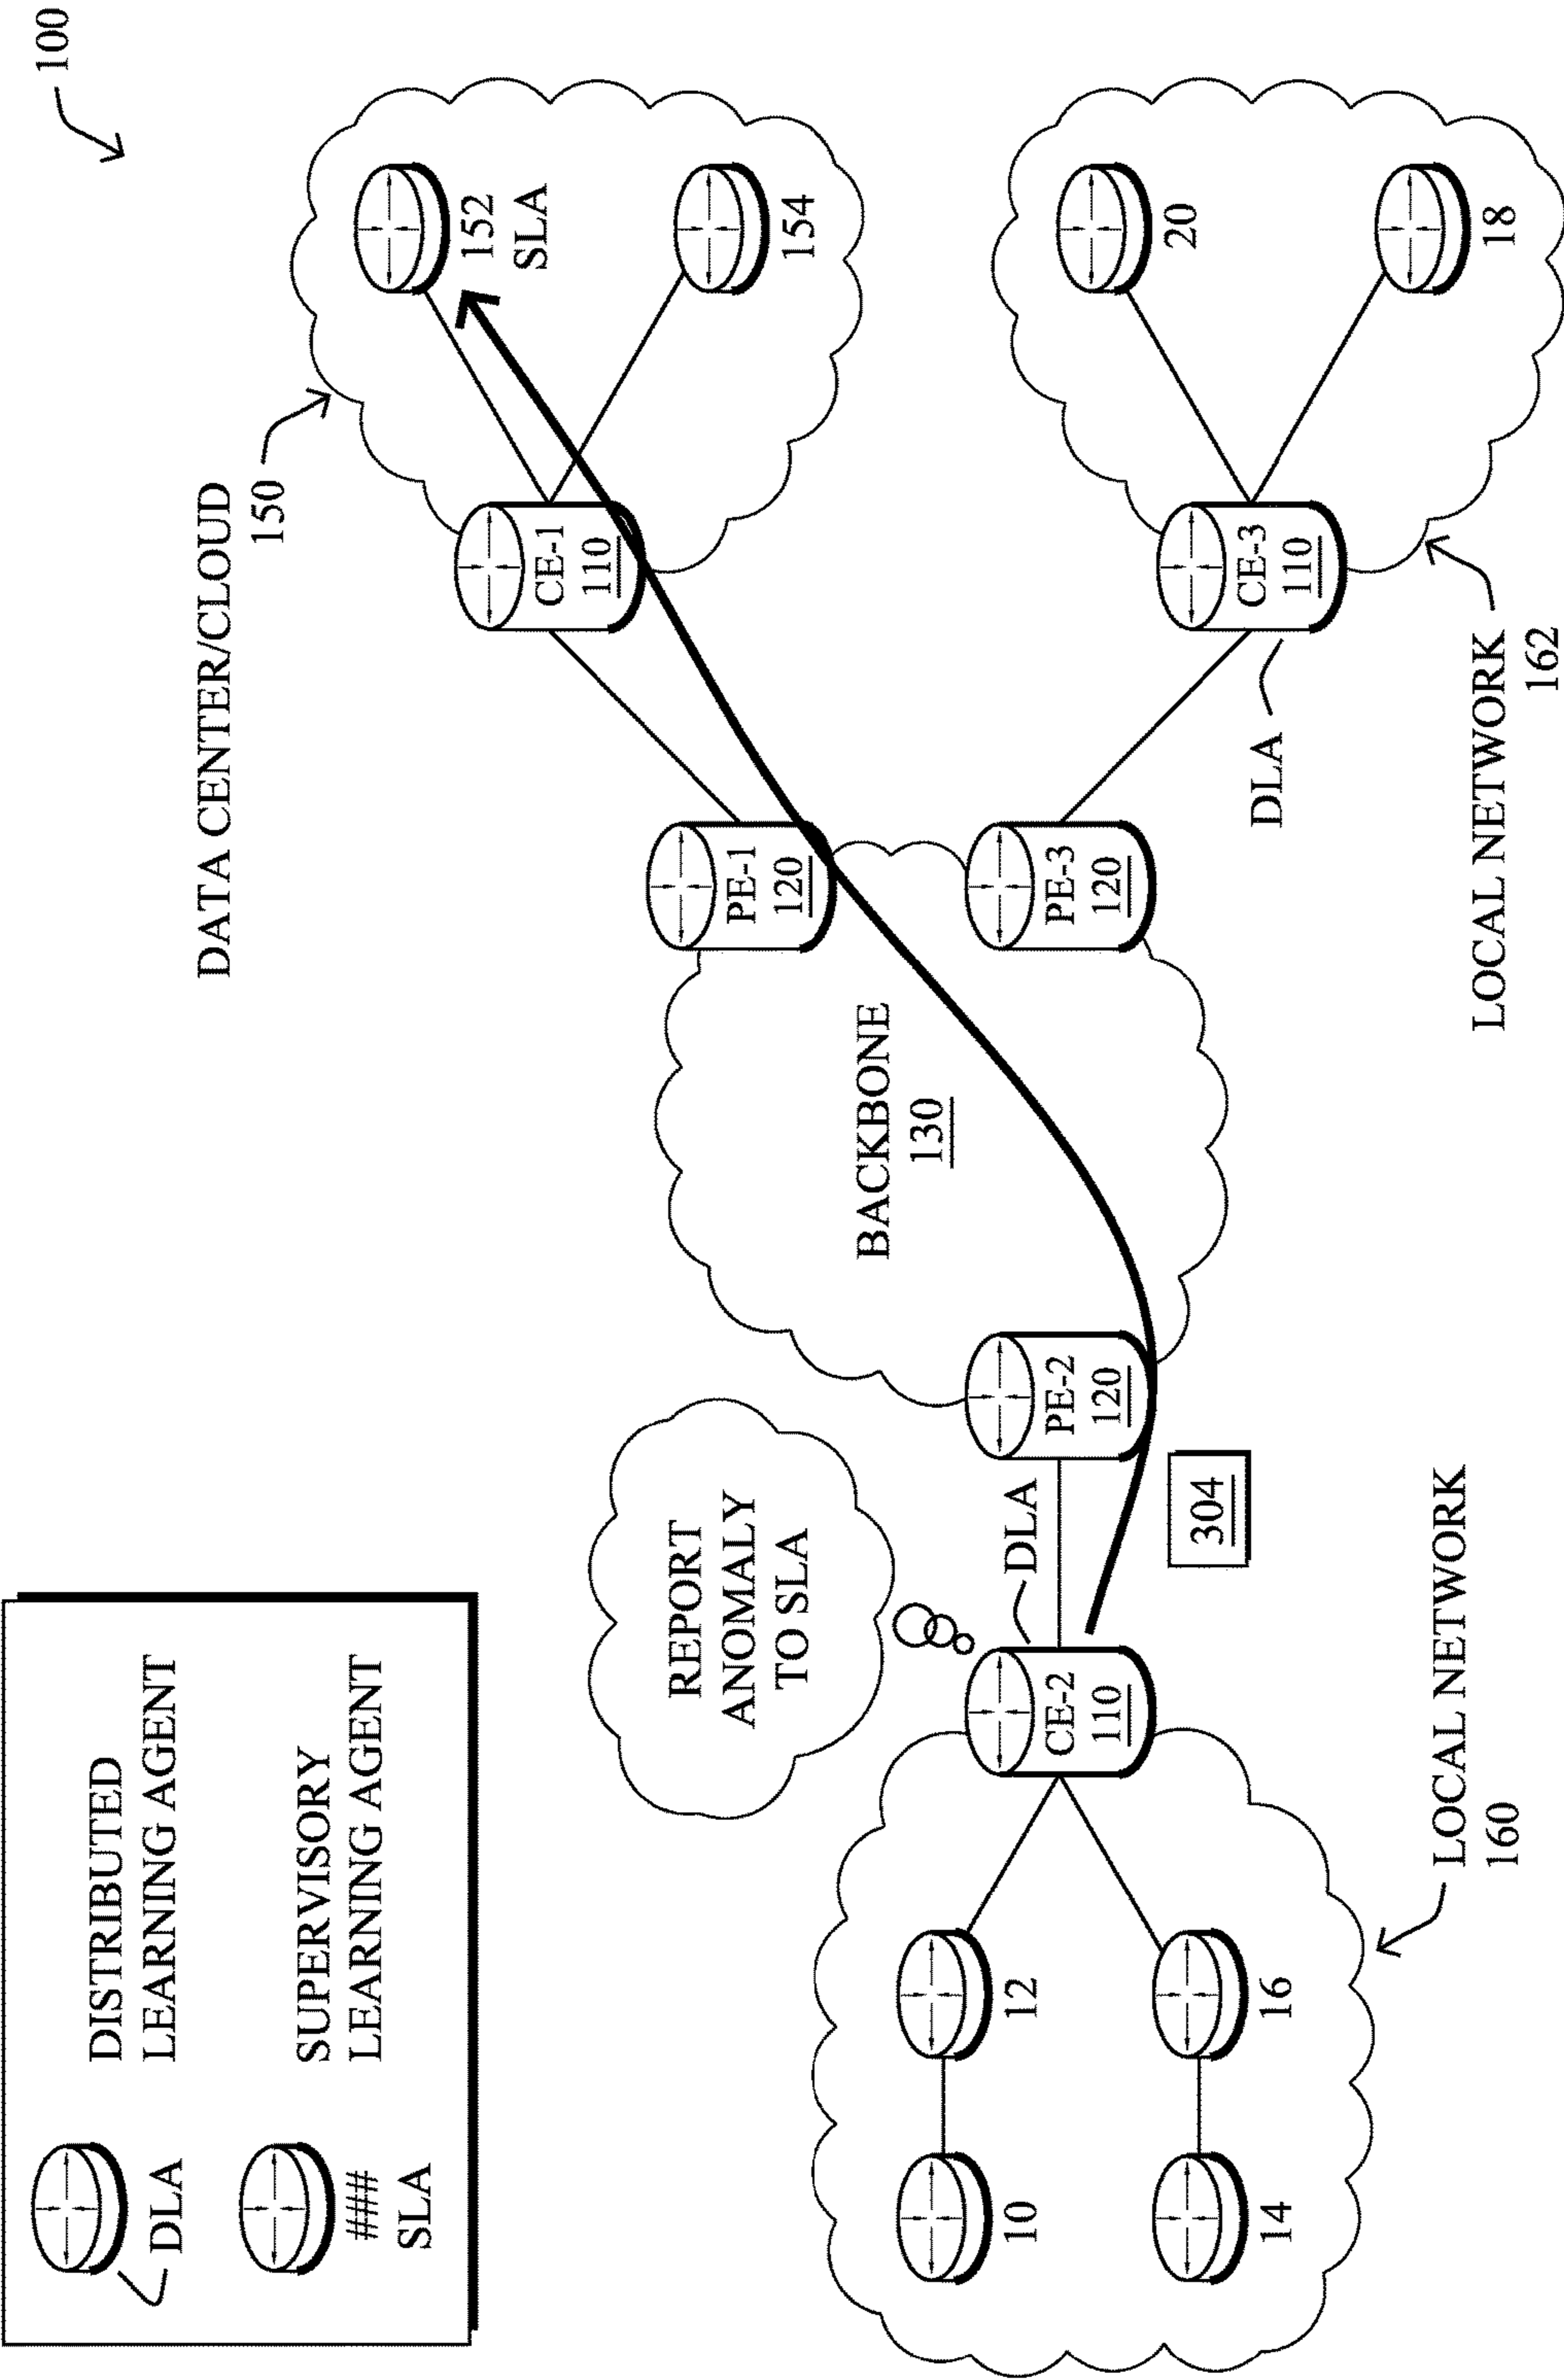 100
DLA
DISTRIBUTED
LEARNING AGENT
###
SLA
SUPERVISORY
LEARNING AGENT
DATA CENTER/CLOUD
150
152
SLA
154
CE-1
110
PE-1
120
REPORT
ANOMALY
TO SLA
BACKBONE
130
10
12
14
16
CE-2
110
DLA
PE-2
120
304
PE-3
120
CE-3
110
DLA
20
18
LOCAL NETWORK
160
LOCAL NETWORK
162